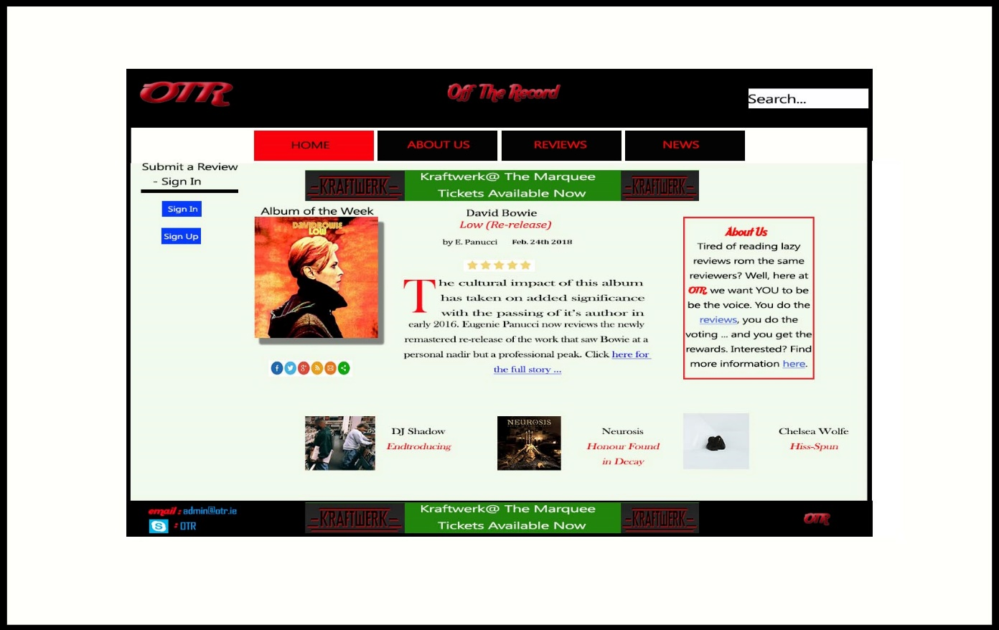 OTR
Off The Record
Search...
HOME
ABOUT US
REVIEWS
NEWS
Submit a Review
- Sign In
Sign In
Sign Up
KRAFTWERK
Kraftwerk@ The Marquee
Tickets Available Now
KRAFTWERK
Album of the Week
DAVID BOWIE
LOW
David Bowie
Low (Re-release)
by E. Panucci Feb. 24th 2018
The cultural impact of this album
has taken on added significance
with the passing of it's author in
early 2016. Eugenie Panucci now reviews the newly
remastered re-release of the work that saw Bowie at a
personal nadir but a professional peak. Click here for
the full story ...
About Us
Tired of reading lazy
reviews rom the same
reviewers? Well, here at
OTR, we want YOU to be
be the voice. You do the
reviews, you do the
voting ... and you get the
rewards. Interested? Find
more information here.
DJ Shadow
Endtroducing
NEUROSIS
Neurosis
Honour Found
in Decay
Chelsea Wolfe
Hiss-Spun
email : admin@otr.ie
: OTR
KRAFTWERK
Kraftwerk@ The Marquee
Tickets Available Now
KRAFTWERK
OTR